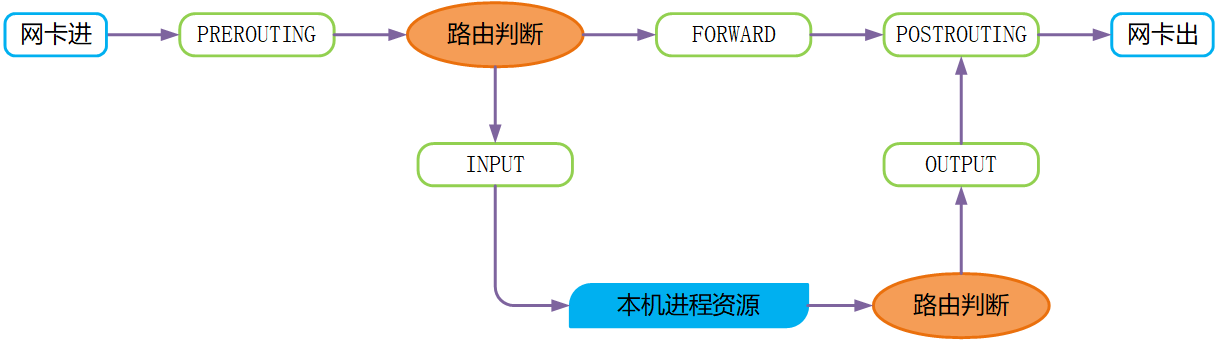 网卡进
PREROUTING
路由判断
FORWARD
POSTROUTING
网卡出
INPUT
OUTPUT
本机进程资源
路由判断